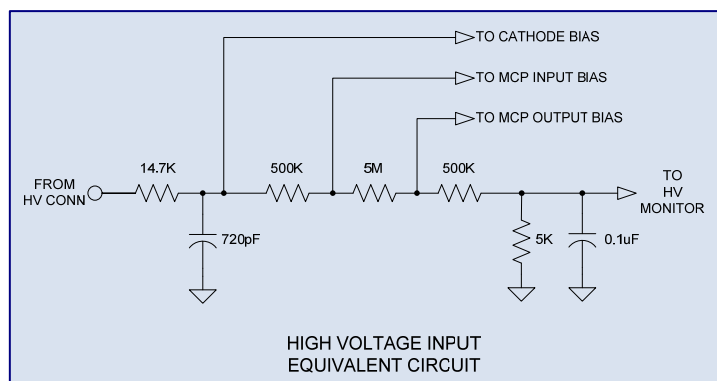 TO CATHODE BIAS
TO MCP INPUT BIAS
TO MCP OUTPUT BIAS
FROM
HV CONN
14.7K
500K
5M
500K
TO
HV
MONITOR
720pF
5K
0.1uF
HIGH VOLTAGE INPUT
EQUIVALENT CIRCUIT